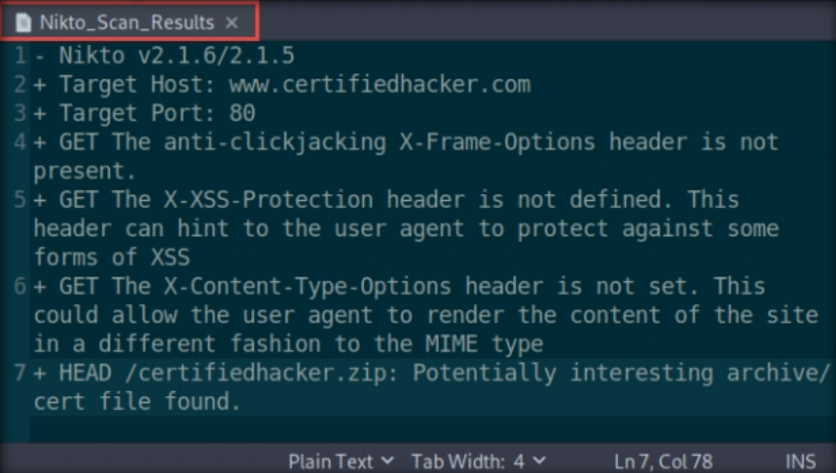 Nikto_Scan_Results ×
1 - Nikto v2.1.6/2.1.5
2 + Target Host: www.certifiedhacker.com
3 + Target Port: 80
4 + GET The anti-clickjacking X-Frame-Options header is not
present.
5 + GET The X-XSS-Protection header is not defined. This
header can hint to the user agent to protect against some
forms of XSS
6 + GET The X-Content-Type-Options header is not set. This
could allow the user agent to render the content of the site
in a different fashion to the MIME type
7 + HEAD /certifiedhacker.zip: Potentially interesting archive/
cert file found.
Plain Text Tab Width: 4 Ln 7, Col 78 INS